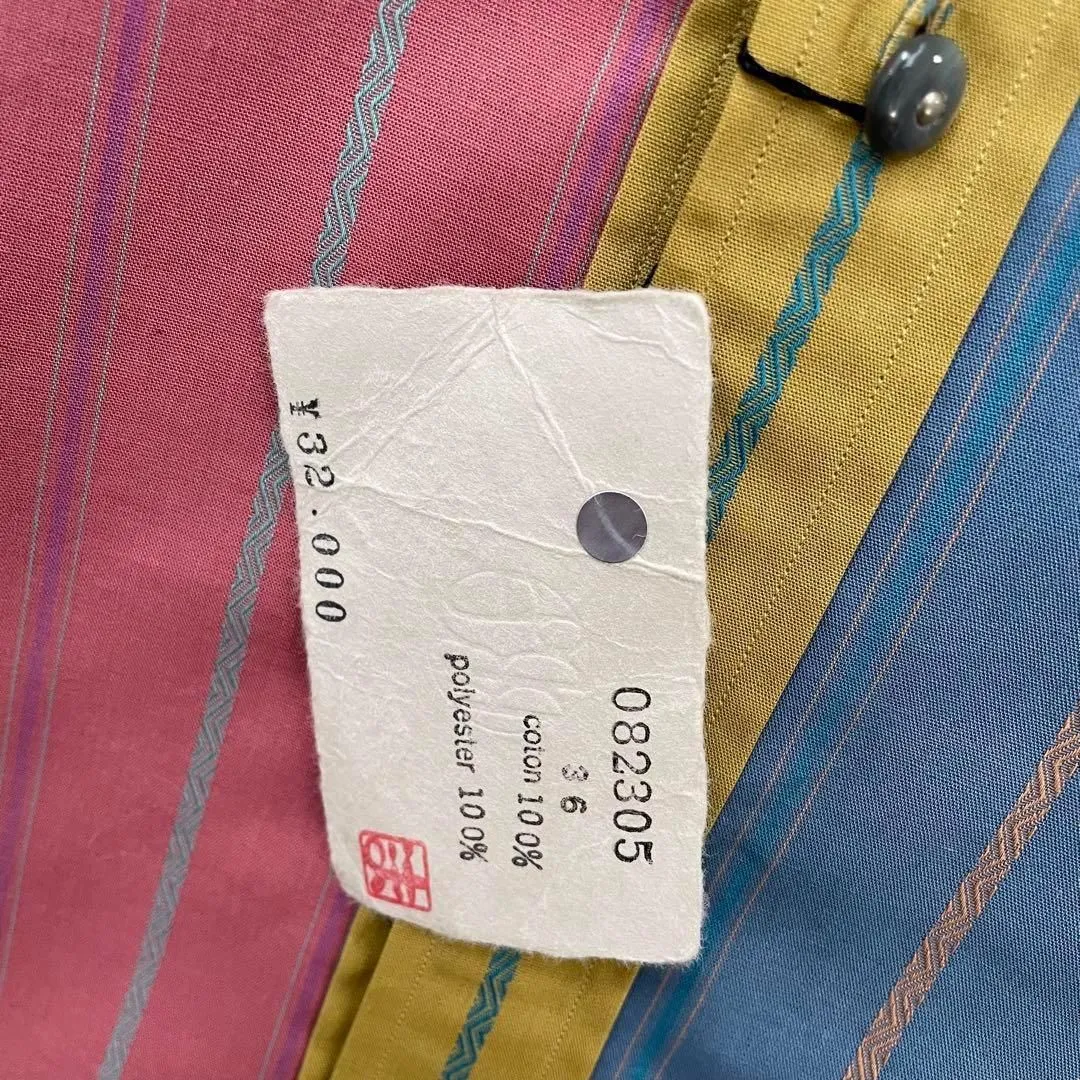 082305
36
coton 100%
polyester 100%
¥32.000